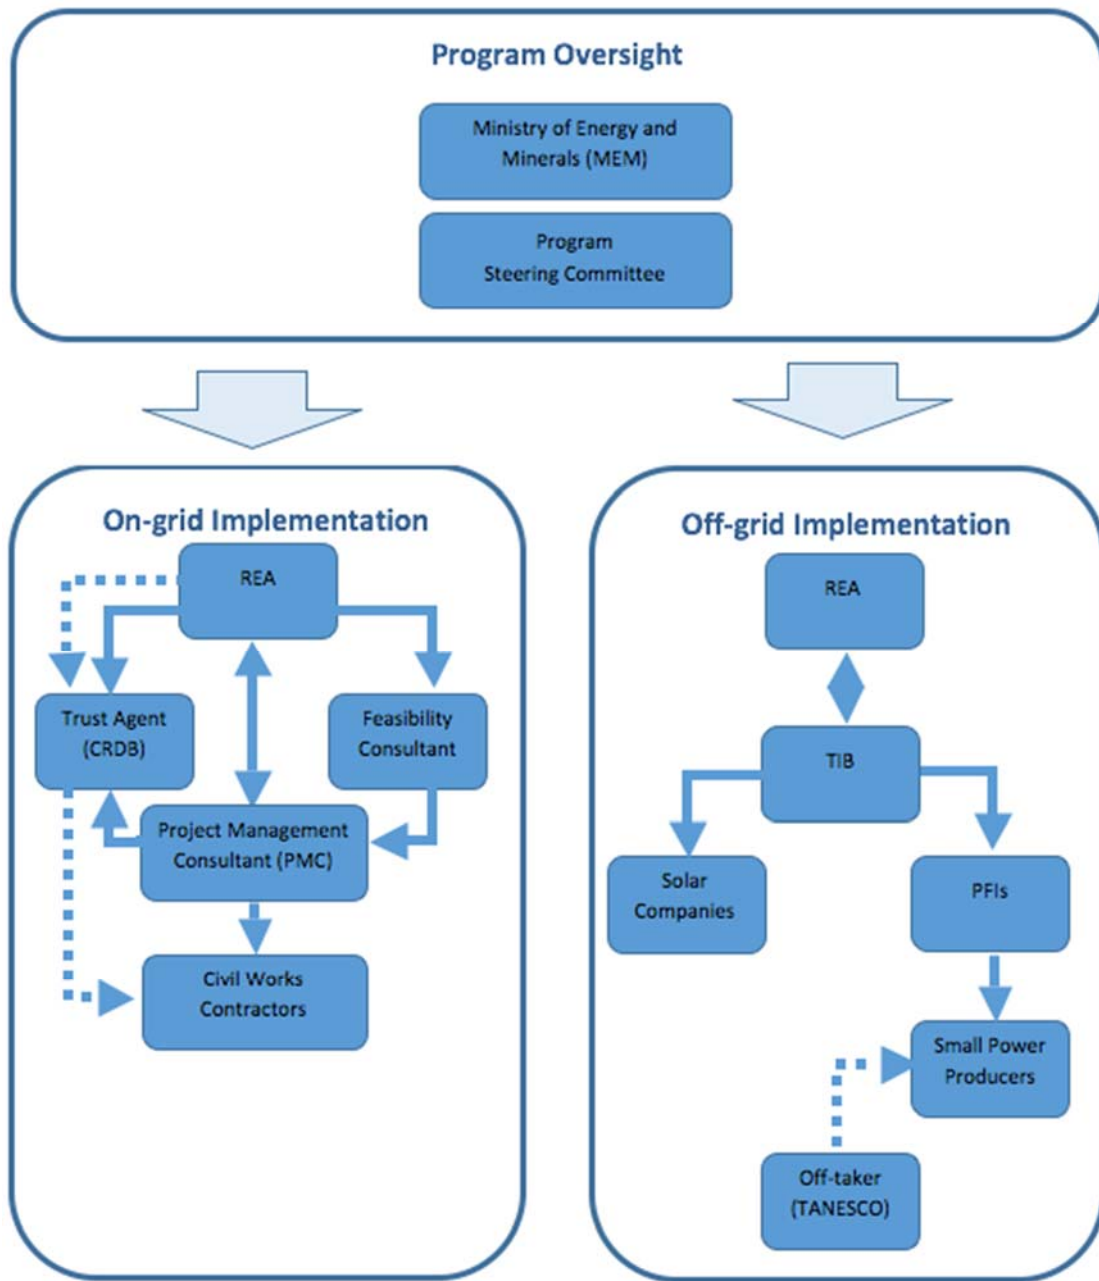 Program Oversight
Ministry of Energy and
Minerals (MEM)
Program
Steering Committee
On-grid Implementation
REA
Trust Agent
(CRDB)
Feasibility
Consultant
Project Management
Consultant (PMC)
Civil Works
Contractors
Off-grid Implementation
REA
TIB
Solar
Companies
PFIs
Small Power
Producers
Off-taker
(TANESCO)